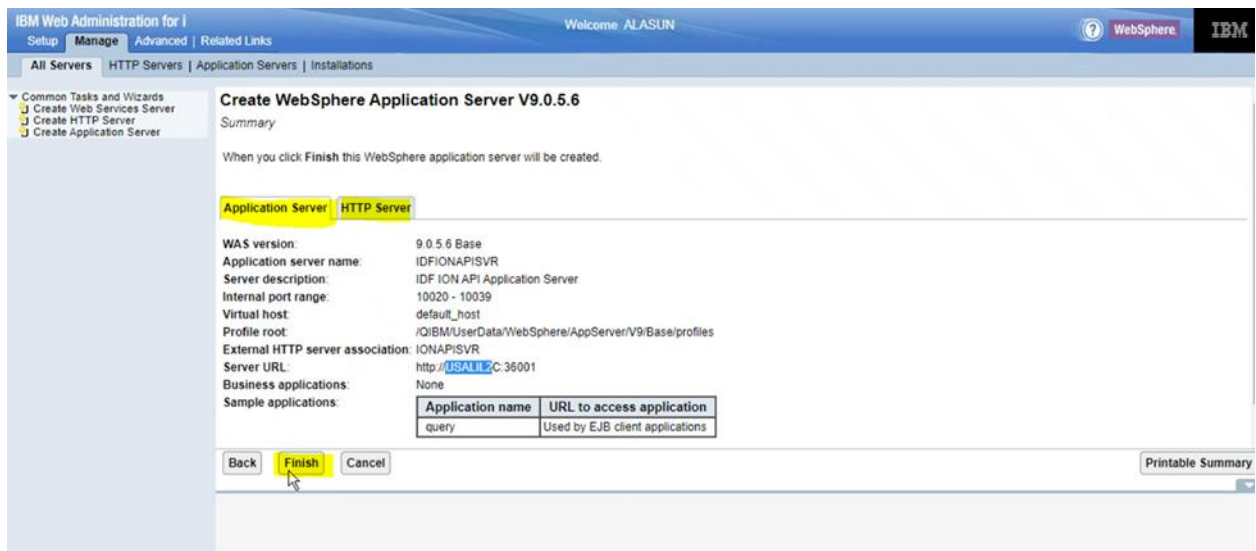 IBM Web Administration for i
Welcome ALASUN
? WebSphere. IBM
Setup Manage Advanced | Related Links
All Servers HTTP Servers | Application Servers | Installations
Common Tasks and Wizards
Create Web Services Server
Create HTTP Server
Create Application Server
Create WebSphere Application Server V9.0.5.6
Summary
When you click Finish this WebSphere application server will be created.
Application Server HTTP Server
WAS version: 9.0.5.6 Base
Application server name: IDFIONAPISVR
Server description: IDF ION API Application Server
Internal port range: 10020 - 10039
Virtual host: default_host
Profile root: /QIBM/UserData/WebSphere/AppServer/V9/Base/profiles
External HTTP server association: IONAPISVR
Server URL: http://USALIL2C:36001
Business applications: None
Sample applications:
Application name URL to access application
query Used by EJB client applications
Back Finish Cancel Printable Summary